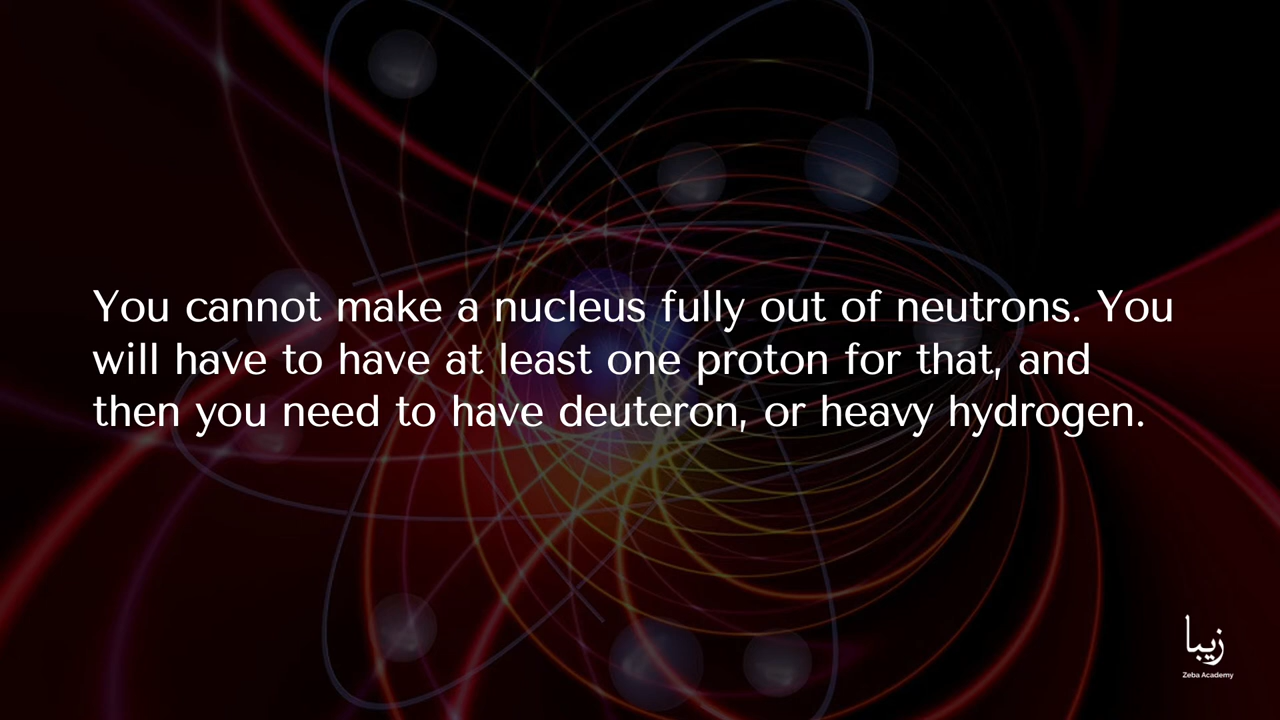 You cannot make a nucleus fully out of neutrons. You
will have to have at least one proton for that, and
then you need to have deuteron, or heavy hydrogen.
زیبا
Zeba Academy